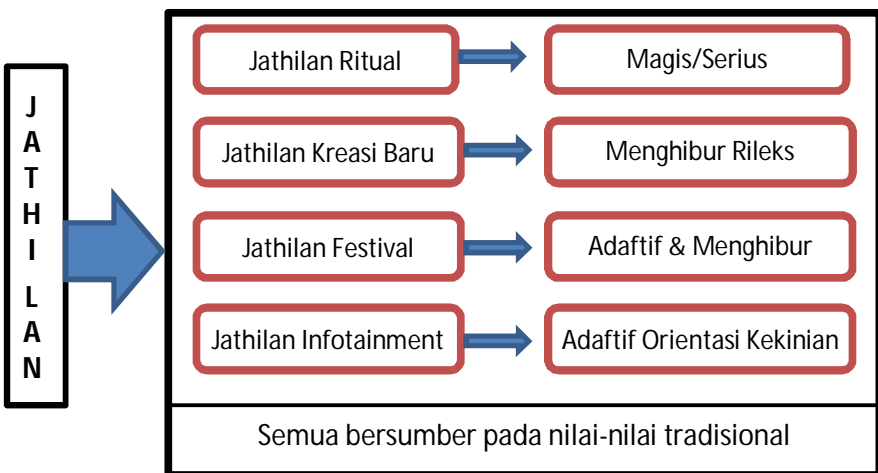 JATHILAN
Jathilan Ritual
Magis/Serius
Jathilan Kreasi Baru
Menghibur Rileks
Jathilan Festival
Adaftif & Menghibur
Jathilan Infotainment
Adaftif Orientasi Kekinian
Semua bersumber pada nilai-nilai tradisional